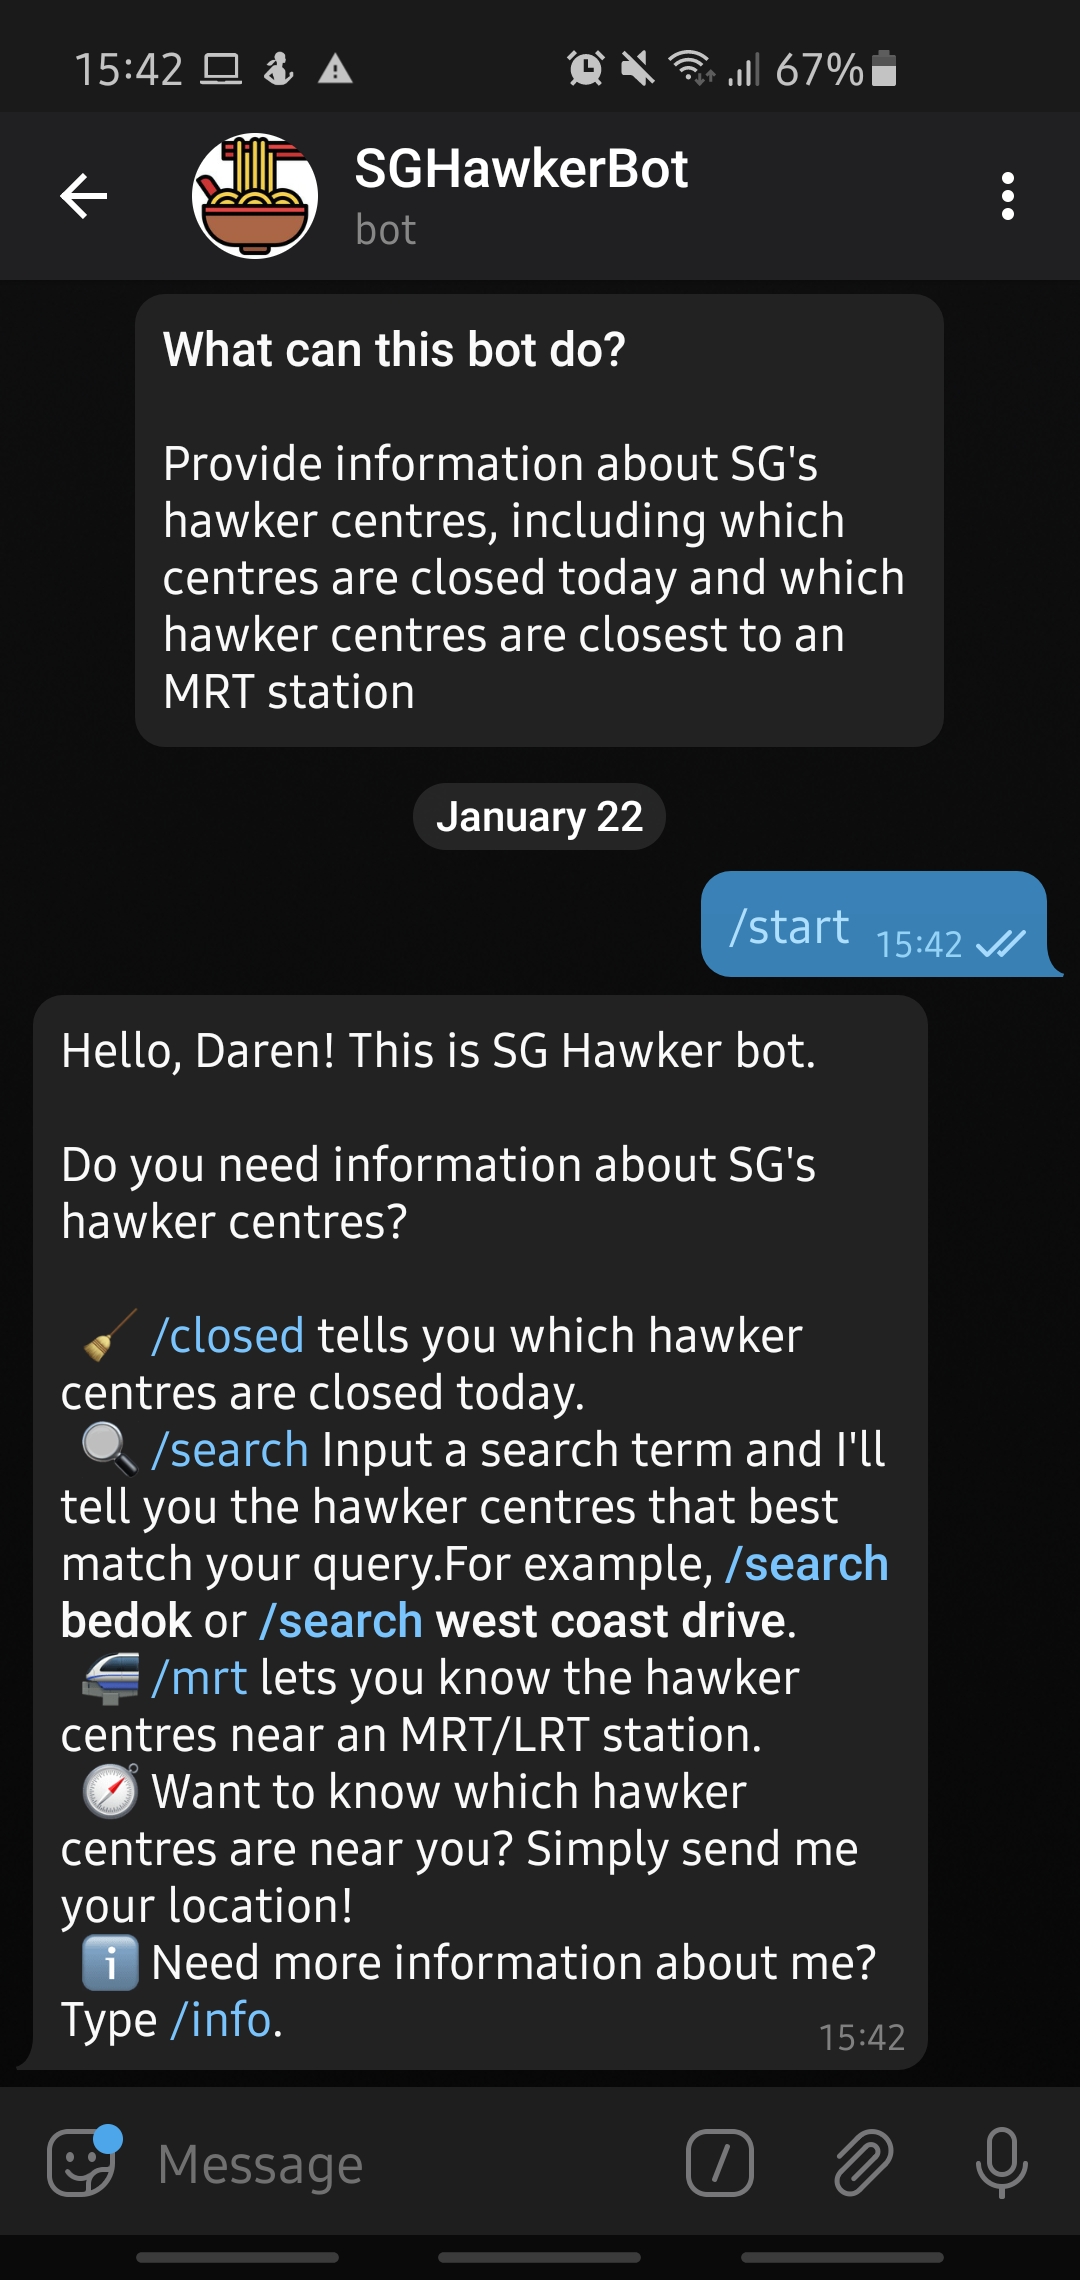 15:42
67%
SGHawkerBot
bot
What can this bot do?
Provide information about SG's
hawker centres, including which
centres are closed today and which
hawker centres are closest to an
MRT station
January 22
/start 15:42
Hello, Daren! This is SG Hawker bot.
Do you need information about SG's
hawker centres?
/closed tells you which hawker
centres are closed today.
/search Input a search term and I'll
tell you the hawker centres that best
match your query.For example, /search
bedok or /search west coast drive.
/mrt lets you know the hawker
centres near an MRT/LRT station.
Want to know which hawker
centres are near you? Simply send me
your location!
Need more information about me?
Type /info.
15:42
Message